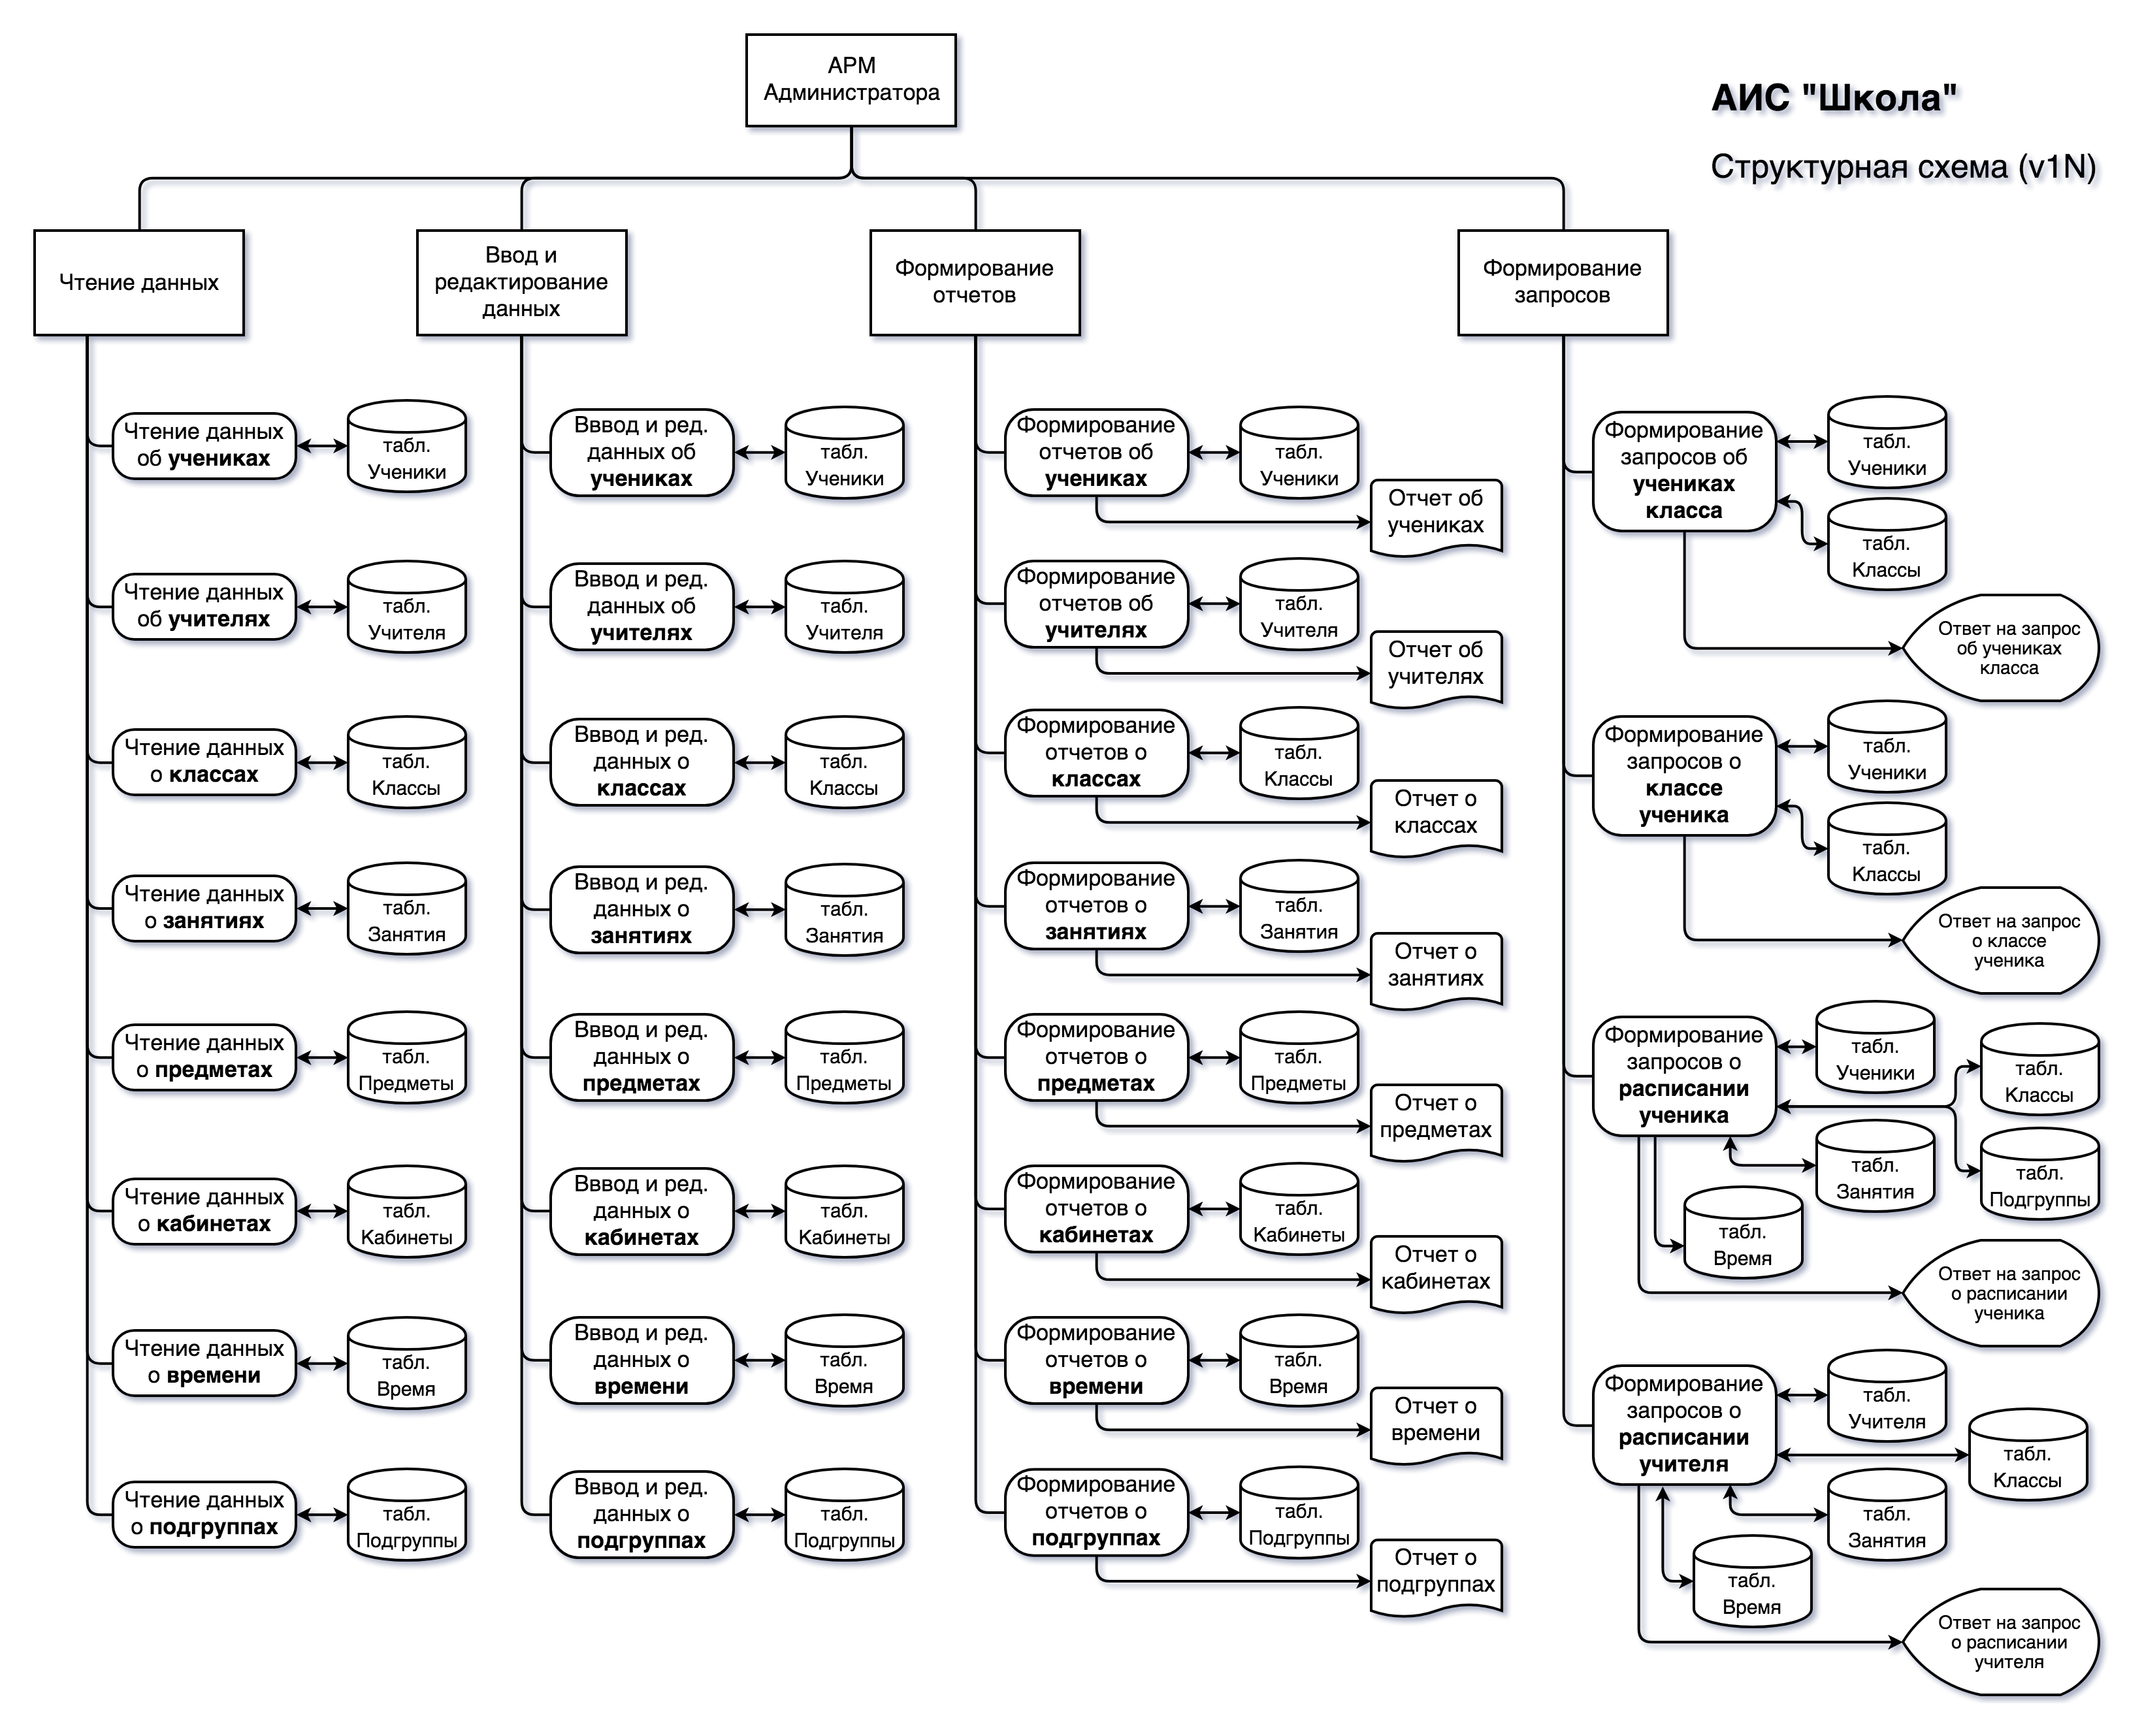 АРМ
Администратора
АИС "Школа"
Структурная схема (v1N)
Чтение данных
Ввод и
редактирование
данных
Формирование
отчетов
Формирование
запросов
Чтение данных
об учениках
табл.
Ученики
Чтение данных
об учителях
табл.
Учителя
Чтение данных
о классах
табл.
Классы
Чтение данных
о занятиях
табл.
Занятия
Чтение данных
о предметах
табл.
Предметы
Чтение данных
о кабинетах
табл.
Кабинеты
Чтение данных
о времени
табл.
Время
Чтение данных
о подгруппах
табл.
Подгруппы
Вввод и ред.
данных об
учениках
табл.
Ученики
Вввод и ред.
данных об
учителях
табл.
Учителя
Вввод и ред.
данных о
классах
табл.
Классы
Вввод и ред.
данных о
занятиях
табл.
Занятия
Вввод и ред.
данных о
предметах
табл.
Предметы
Вввод и ред.
данных о
кабинетах
табл.
Кабинеты
Вввод и ред.
данных о
времени
табл.
Время
Вввод и ред.
данных о
подгруппах
табл.
Подгруппы
Формирование
отчетов об
учениках
табл.
Ученики
Отчет об
учениках
Формирование
отчетов об
учителях
табл.
Учителя
Отчет об
учителях
Формирование
отчетов о
классах
табл.
Классы
Отчет о
классах
Формирование
отчетов о
занятиях
табл.
Занятия
Отчет о
занятиях
Формирование
отчетов о
предметах
табл.
Предметы
Отчет о
предметах
Формирование
отчетов о
кабинетах
табл.
Кабинеты
Отчет о
кабинетах
Формирование
отчетов о
времени
табл.
Время
Отчет о
времени
Формирование
отчетов о
подгруппах
табл.
Подгруппы
Отчет о
подгруппах
Формирование
запросов об
учениках
класса
табл.
Ученики
табл.
Классы
Ответ на запрос
об учениках
класса
Формирование
запросов о
классе
ученика
табл.
Ученики
табл.
Классы
Ответ на запрос
о классе
ученика
Формирование
запросов о
расписании
ученика
табл.
Ученики
табл.
Классы
табл.
Занятия
табл.
Подгруппы
табл.
Время
Ответ на запрос
о расписании
ученика
Формирование
запросов о
расписании
учителя
табл.
Учителя
табл.
Классы
табл.
Занятия
табл.
Время
Ответ на запрос
о расписании
учителя